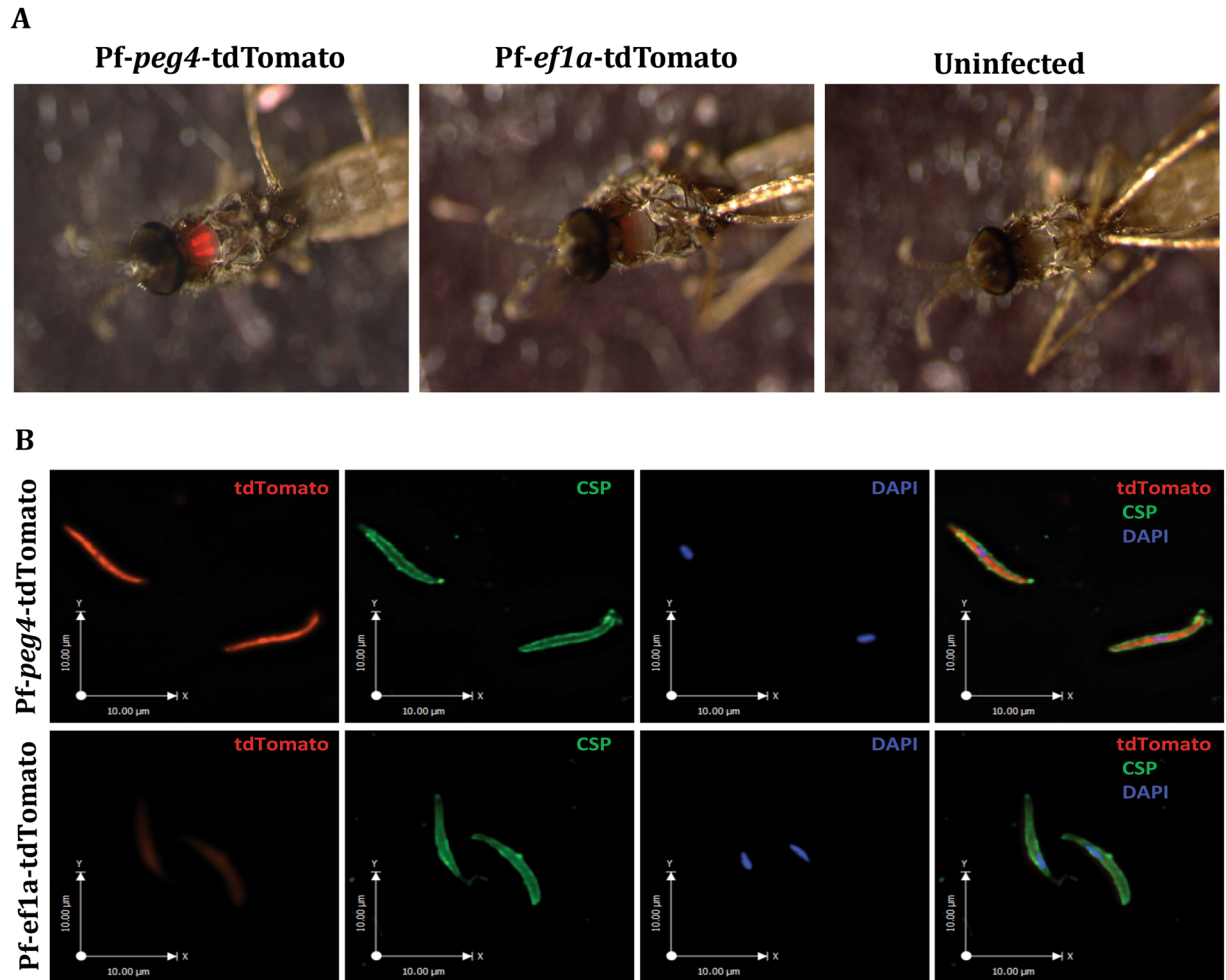 A
Pf-peg4-tdTomato
Pf-ef1a-tdTomato
Uninfected
B
Pf-peg4-tdTomato
tdTomato
Y
10.00 µm
X
10.00 µm
CSP
Y
10.00 µm
X
10.00 µm
DAPI
Y
10.00 µm
X
10.00 µm
tdTomato
CSP
DAPI
Y
10.00 µm
X
10.00 µm
Pf-ef1a-tdTomato
tdTomato
Y
10.00 µm
X
10.00 µm
CSP
Y
10.00 µm
X
10.00 µm
DAPI
Y
10.00 µm
X
10.00 µm
tdTomato
CSP
DAPI
Y
10.00 µm
X
10.00 µm